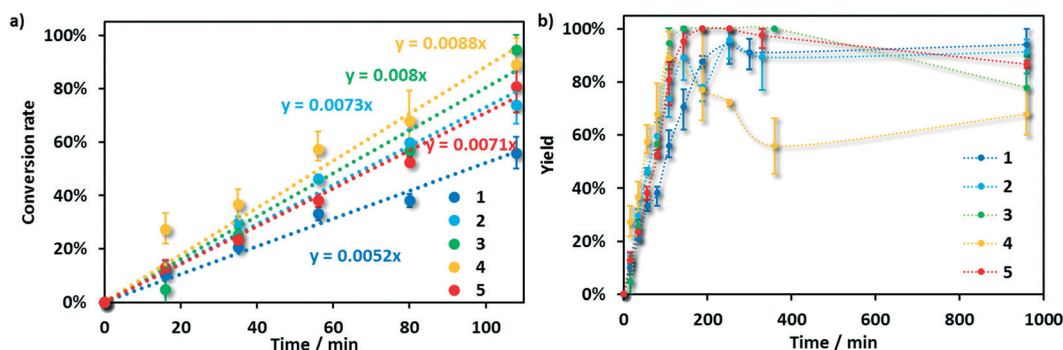 a)
100%
80%
60%
40%
20%
0%
Conversion rate
y = 0.0088x
y = 0.008x
y = 0.0073x
y = 0.0071x
y = 0.0052x
1
2
3
4
5
0 20 40 60 80 100
Time / min
b)
100%
80%
60%
40%
20%
0%
Yield
1
2
3
4
5
0 200 400 600 800 1000
Time / min